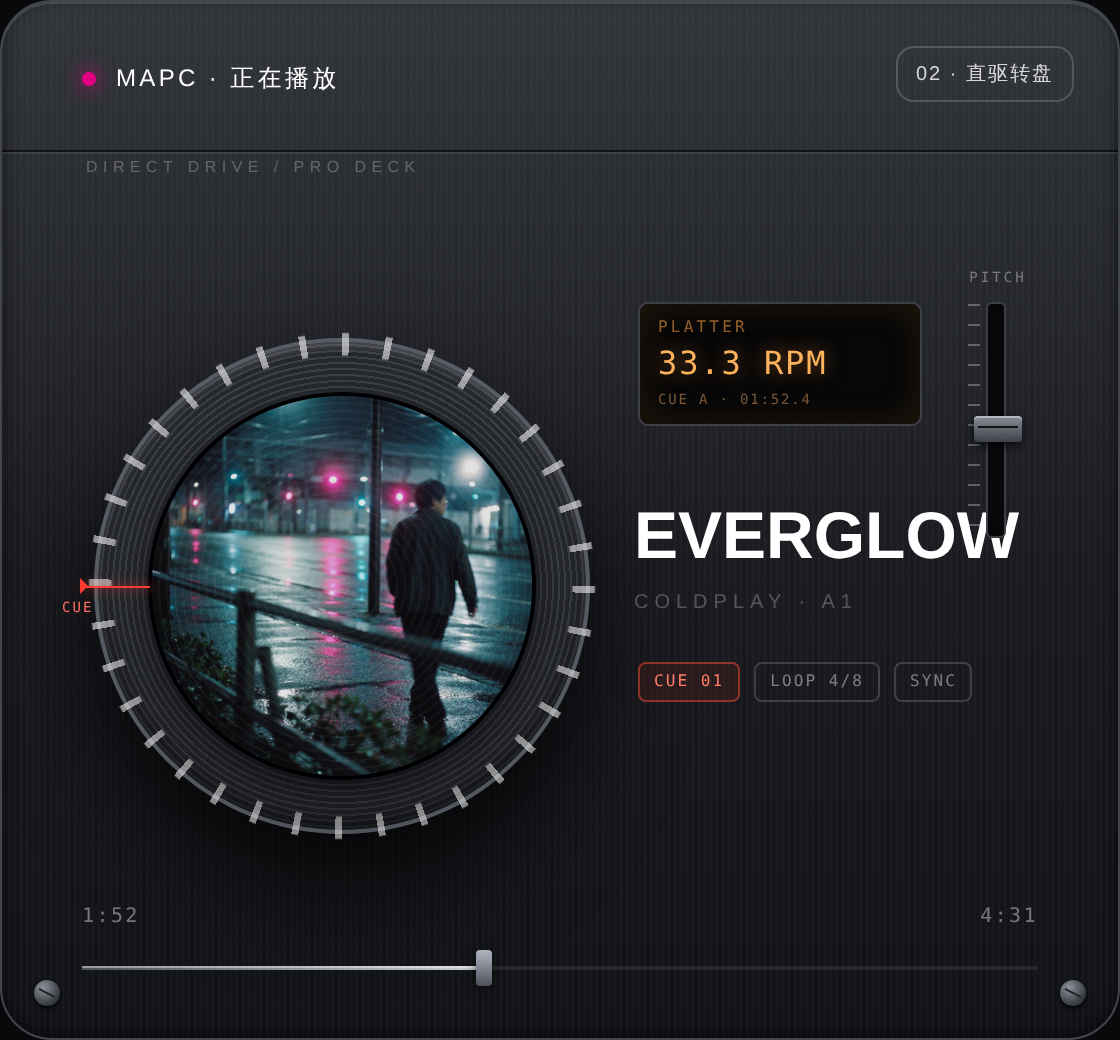 MAPC · 正在播放
02 · 直驱转盘
DIRECT DRIVE / PRO DECK
PITCH
PLATTER
33.3 RPM
CUE A · 01:52.4
EVERGLOW
COLDPLAY · A1
CUE
CUE 01
LOOP 4/8
SYNC
1:52
4:31